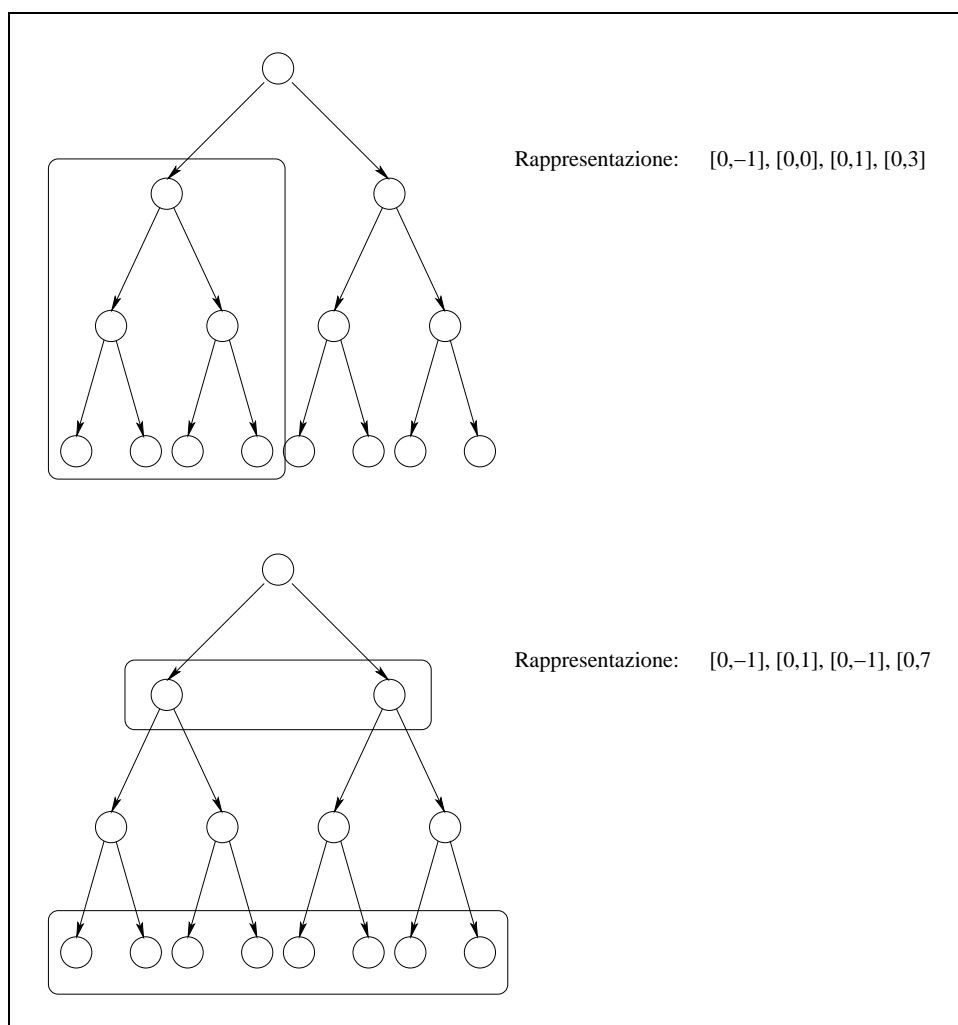 Rappresentazione: [0,–1], [0,0], [0,1], [0,3]
Rappresentazione: [0,–1], [0,1], [0,–1], [0,7